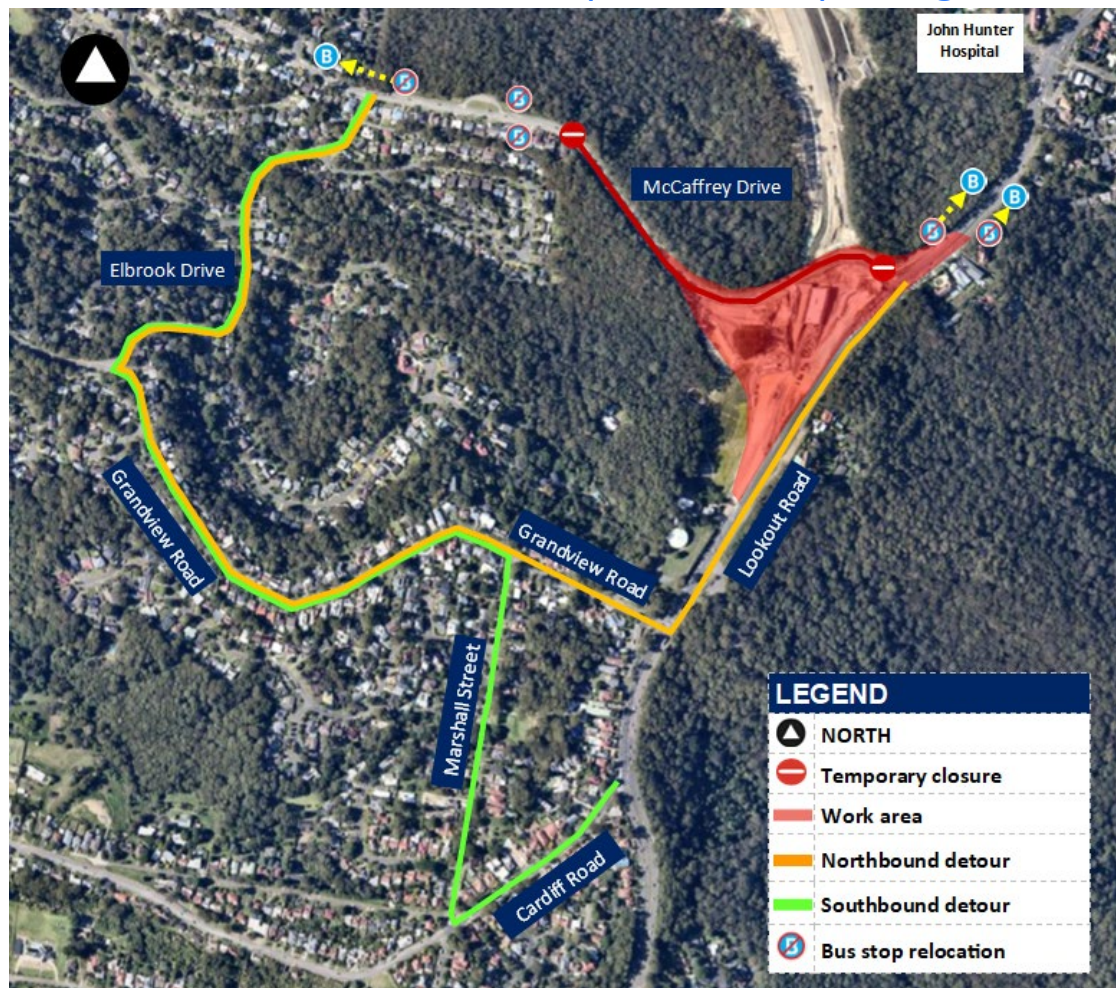 John Hunter
Hospital
B
B
B
McCaffrey Drive
Elbrook Drive
Grandview Road
Grandview Road
Lookout Road
Marshall Street
Cardiff Road
LEGEND
NORTH
Temporary closure
Work area
Northbound detour
Southbound detour
Bus stop relocation